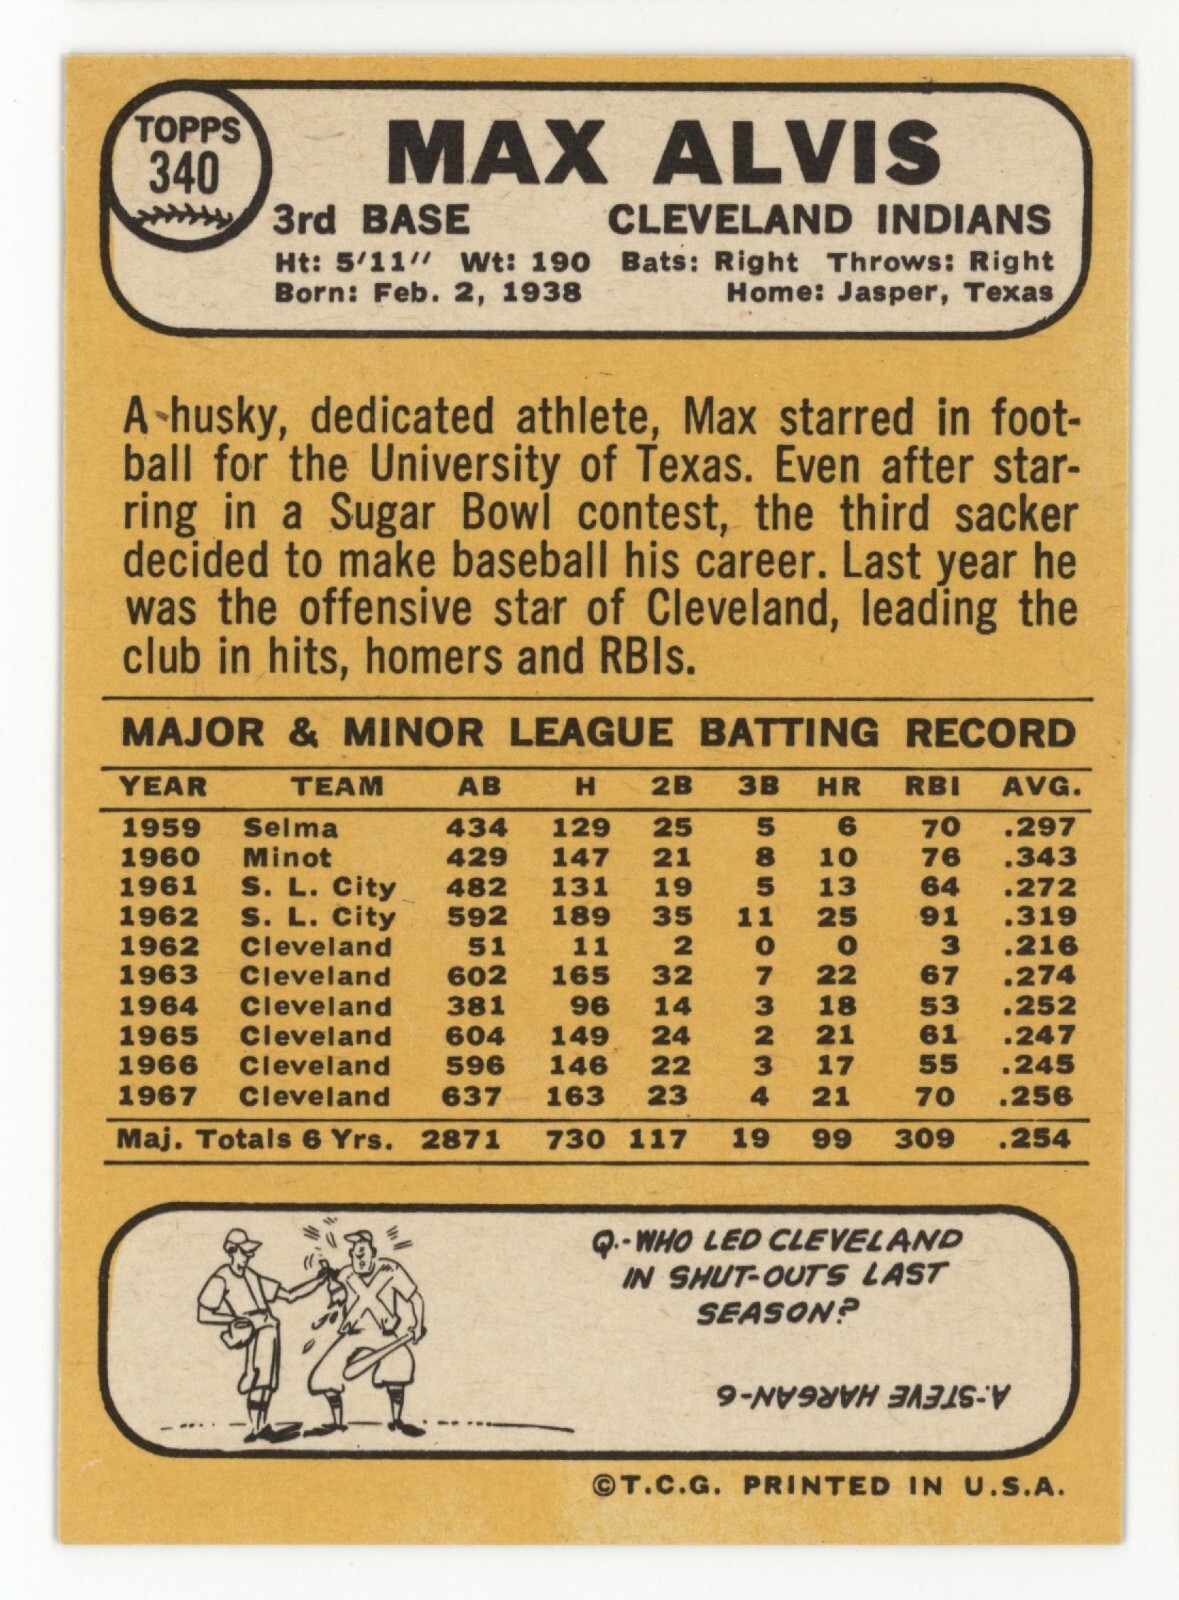 TOPPS
340
MAX ALVIS
3rd BASE CLEVELAND INDIANS
Ht: 5'11" Wt: 190 Bats: Right Throws: Right
Born: Feb. 2, 1938 Home: Jasper, Texas
A husky, dedicated athlete, Max starred in foot-
ball for the University of Texas. Even after star-
ring in a Sugar Bowl contest, the third sacker
decided to make baseball his career. Last year he
was the offensive star of Cleveland, leading the
club in hits, homers and RBIs.
MAJOR & MINOR LEAGUE BATTING RECORD
YEAR TEAM AB H 2B 3B HR RBI AVG.
1959 Selma 434 129 25 5 6 70 .297
1960 Minot 429 147 21 8 10 76 .343
1961 S. L. City 482 131 19 5 13 64 .272
1962 S. L. City 592 189 35 11 25 91 .319
1962 Cleveland 51 11 2 0 0 3 .216
1963 Cleveland 602 165 32 7 22 67 .274
1964 Cleveland 381 96 14 3 18 53 .252
1965 Cleveland 604 149 24 2 21 61 .247
1966 Cleveland 596 146 22 3 17 55 .245
1967 Cleveland 637 163 23 4 21 70 .256
Maj. Totals 6 Yrs. 2871 730 117 19 99 309 .254
Q.-WHO LED CLEVELAND
IN SHUT-OUTS LAST
SEASON?
A.-STEVE HARGAN-6
©T.C.G. PRINTED IN U.S.A.